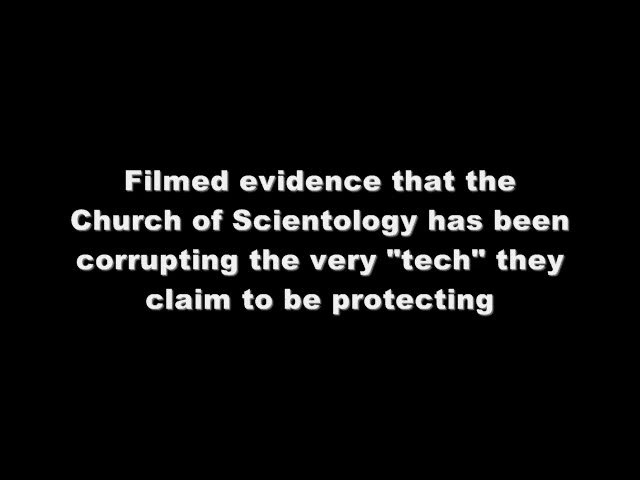 Filmed evidence that the
Church of Scientology has been
corrupting the very "tech" they
claim to be protecting